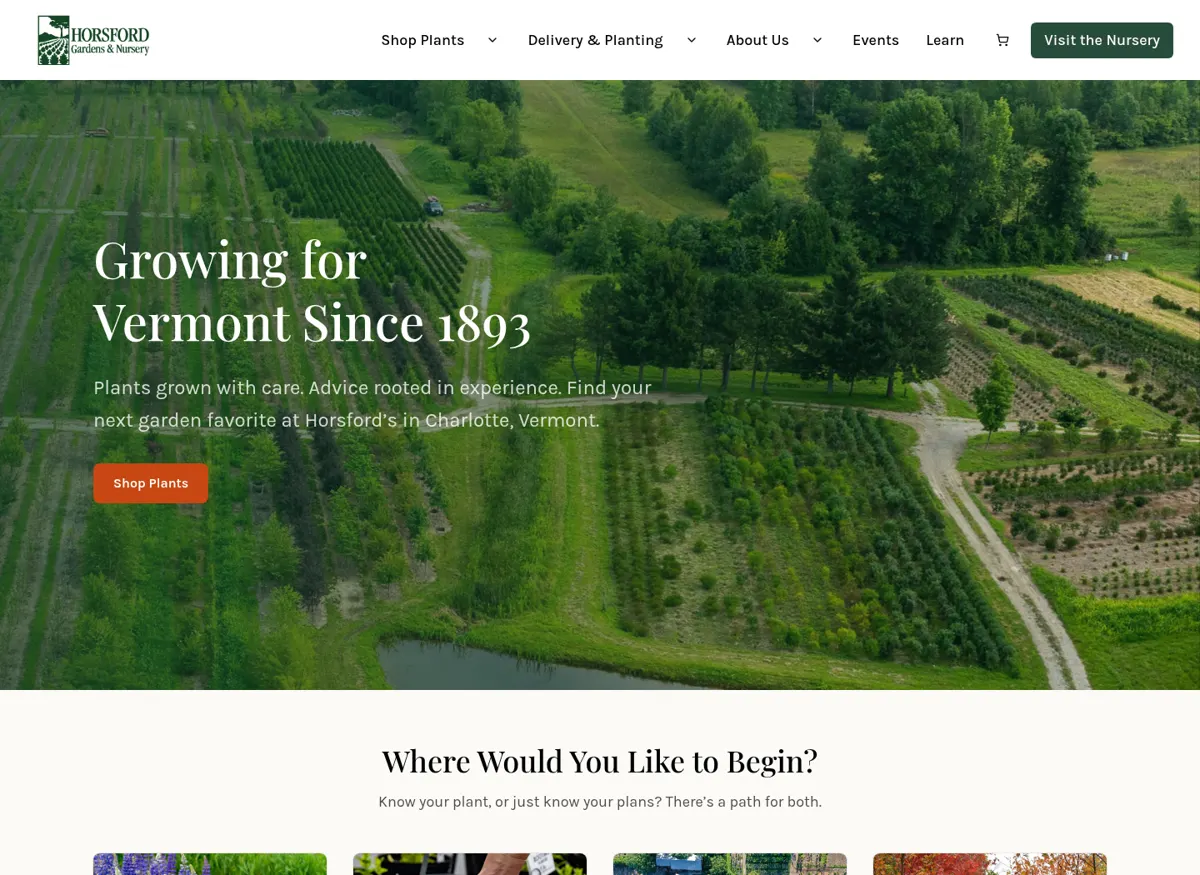 HORSFORD
Gardens & Nursery
Shop Plants
Delivery & Planting
About Us
Events
Learn
Visit the Nursery
Growing for
Vermont Since 1893
Plants grown with care. Advice rooted in experience. Find your
next garden favorite at Horsford’s in Charlotte, Vermont.
Shop Plants
Where Would You Like to Begin?
Know your plant, or just know your plans? There’s a path for both.